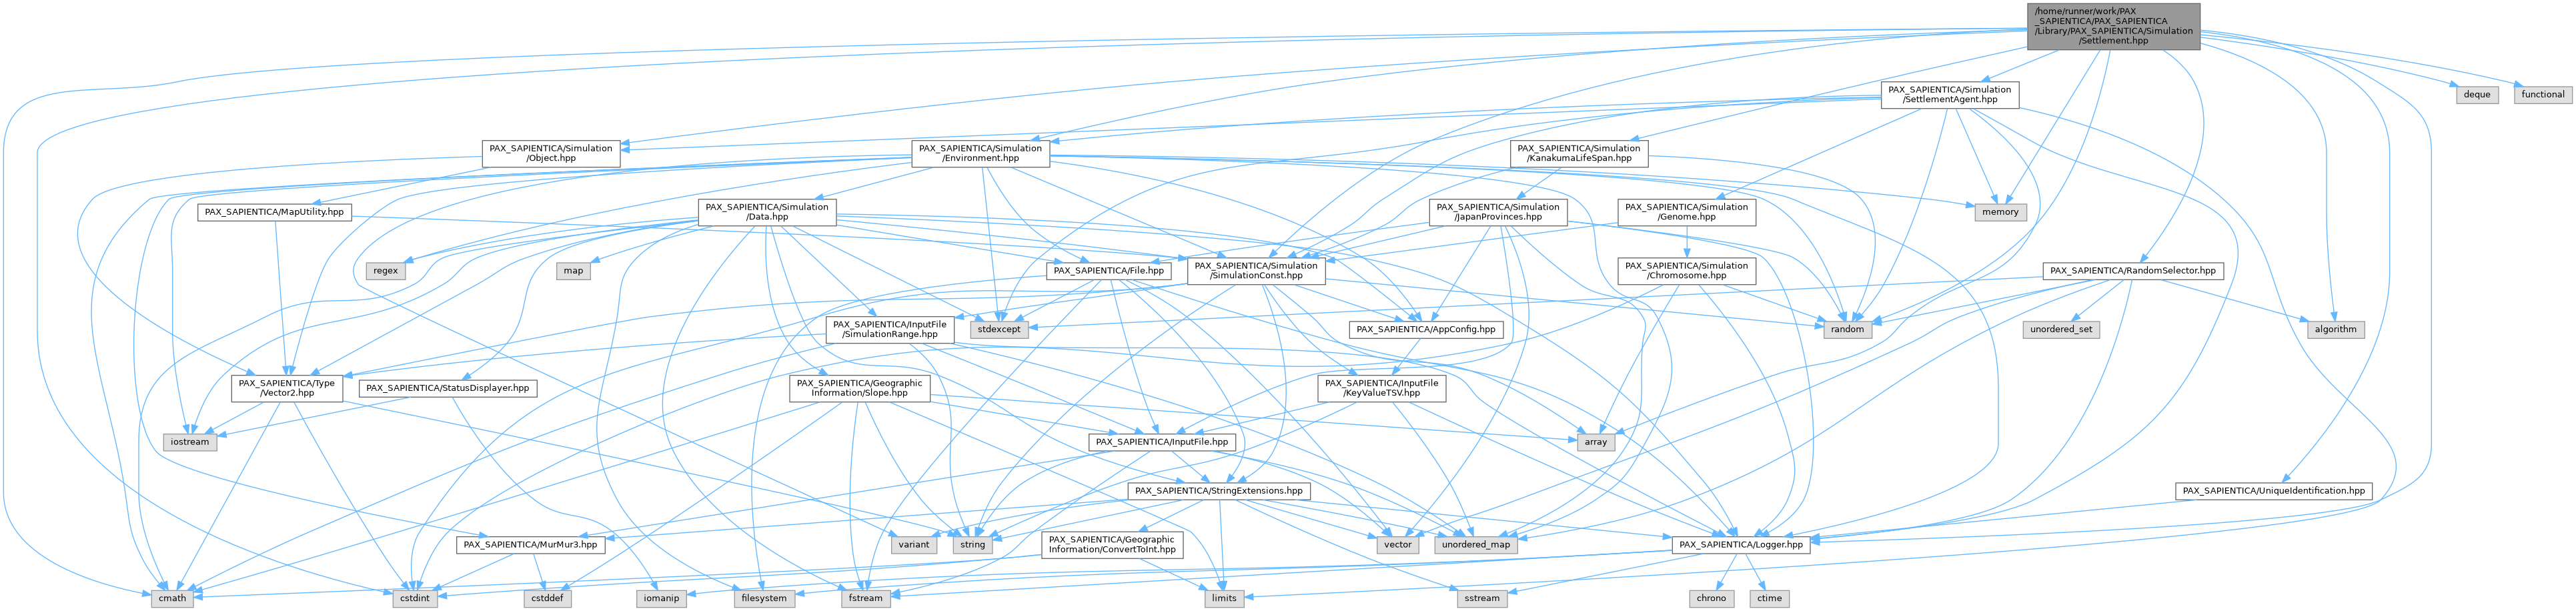 /home/runner/work/PAX
_SAPIENTICA/PAX_SAPIENTICA
/Library/PAX_SAPIENTICA/Simulation
/Settlement.hpp
PAX_SAPIENTICA/Simulation
/SettlementAgent.hpp
deque
functional
PAX_SAPIENTICA/Simulation
/Object.hpp
PAX_SAPIENTICA/Simulation
/Environment.hpp
PAX_SAPIENTICA/Simulation
/KanakumaLifeSpan.hpp
PAX_SAPIENTICA/MapUtility.hpp
PAX_SAPIENTICA/Simulation
/Data.hpp
PAX_SAPIENTICA/Simulation
/JapanProvinces.hpp
PAX_SAPIENTICA/Simulation
/Genome.hpp
memory
regex
map
PAX_SAPIENTICA/File.hpp
PAX_SAPIENTICA/Simulation
/SimulationConst.hpp
PAX_SAPIENTICA/Simulation
/Chromosome.hpp
PAX_SAPIENTICA/RandomSelector.hpp
PAX_SAPIENTICA/InputFile
/SimulationRange.hpp
stdexcept
PAX_SAPIENTICA/AppConfig.hpp
random
unordered_set
algorithm
PAX_SAPIENTICA/Type
/Vector2.hpp
PAX_SAPIENTICA/StatusDisplayer.hpp
PAX_SAPIENTICA/Geographic
Information/Slope.hpp
PAX_SAPIENTICA/InputFile
/KeyValueTSV.hpp
iostream
PAX_SAPIENTICA/InputFile.hpp
array
PAX_SAPIENTICA/StringExtensions.hpp
PAX_SAPIENTICA/UniqueIdentification.hpp
PAX_SAPIENTICA/MurMur3.hpp
variant
string
PAX_SAPIENTICA/Geographic
Information/ConvertToInt.hpp
vector
unordered_map
PAX_SAPIENTICA/Logger.hpp
cmath
cstdint
cstddef
iomanip
filesystem
fstream
limits
sstream
chrono
ctime